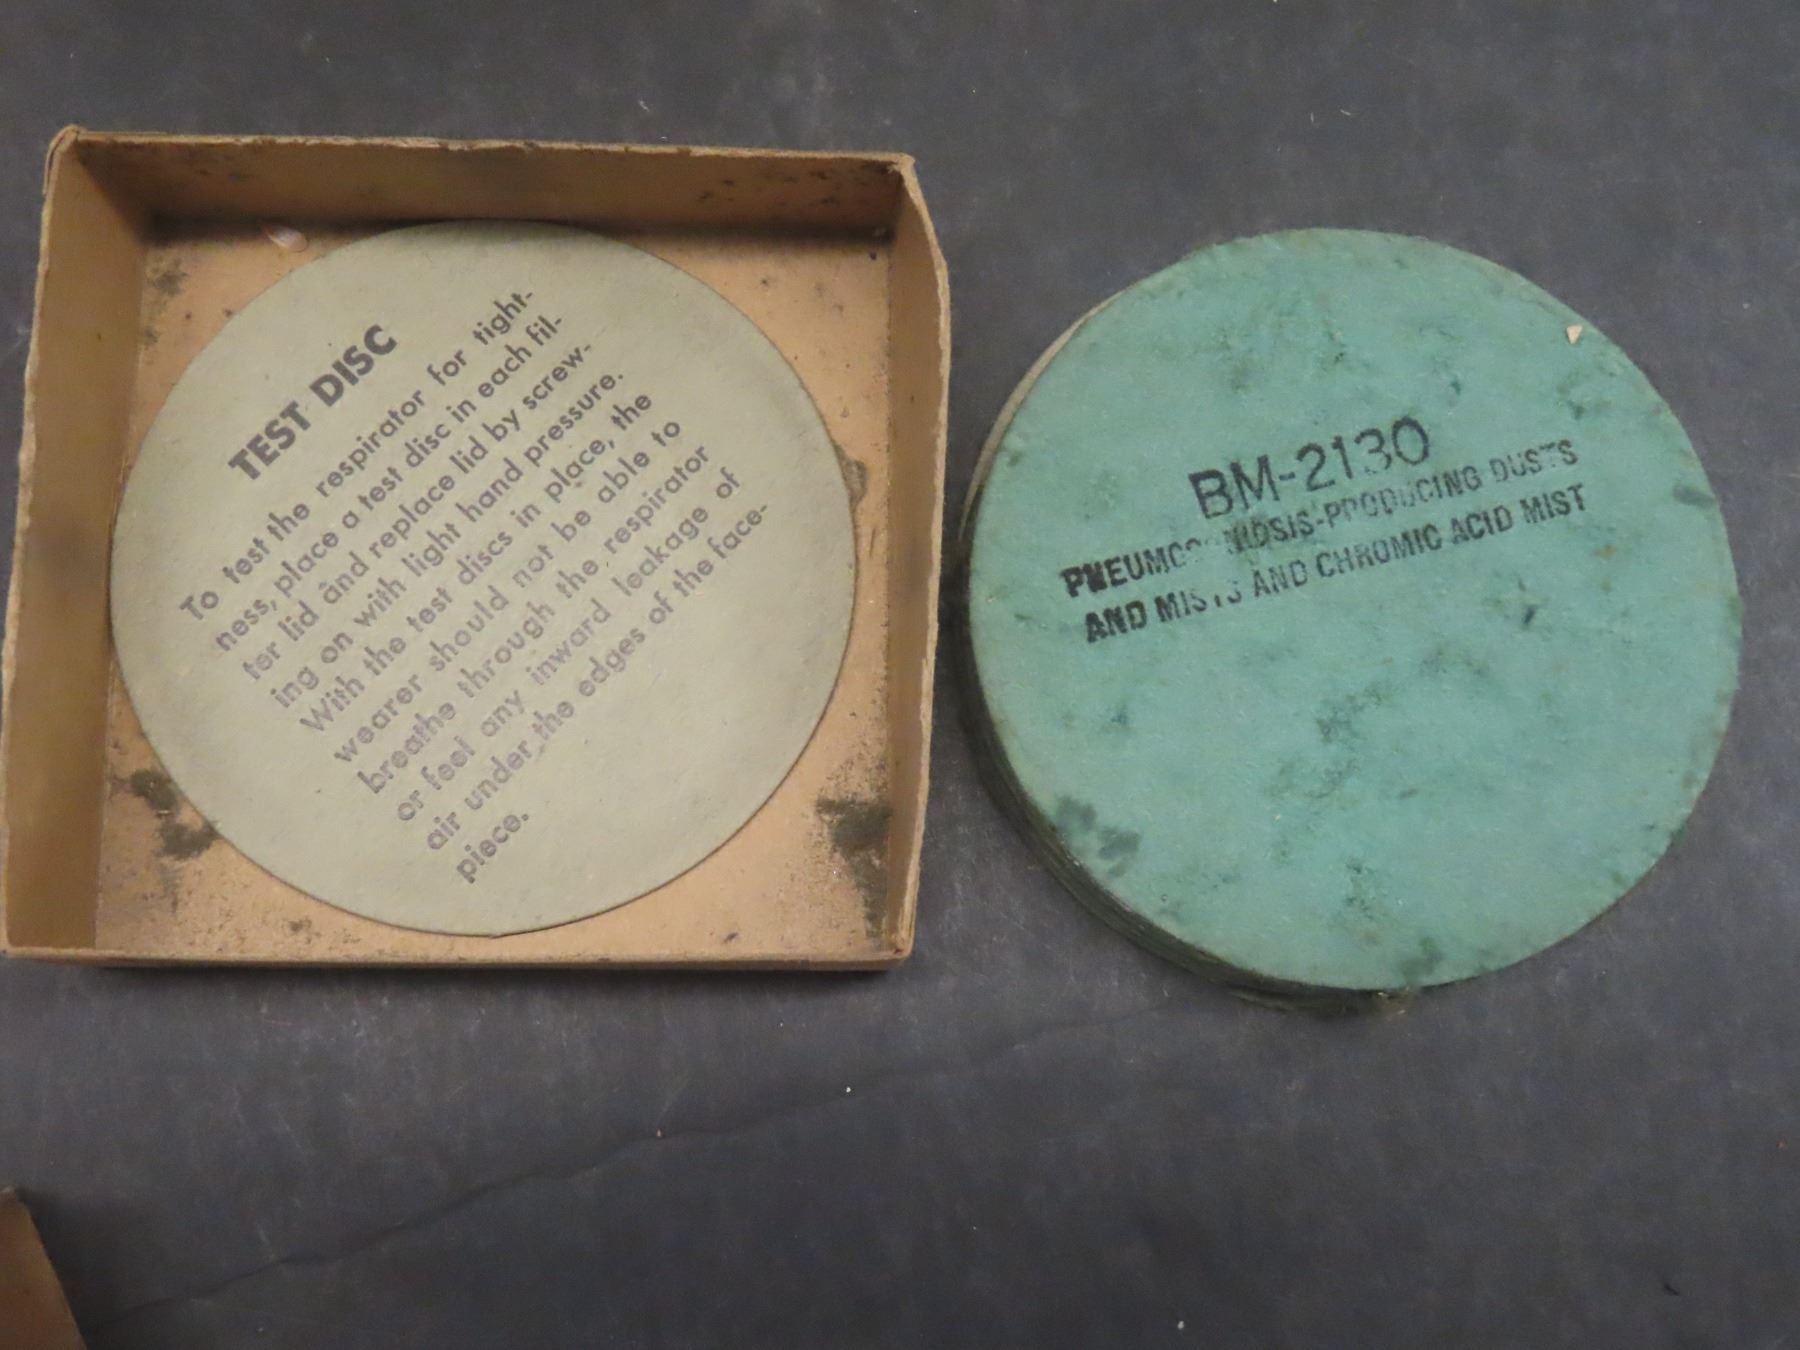 TEST DISC
To test the respirator for tight-
ness, place a test disc in each fil-
ter lid and replace lid by screw-
ing on with light hand pressure.
With the test discs in place, the
wearer should not be able to
breathe through the respirator
or feel any inward leakage of
air under the edges of the face-
piece.
BM-2130
PNEUMOCONIOSIS-PRODUCING DUSTS
AND MISTS AND CHROMIC ACID MIST